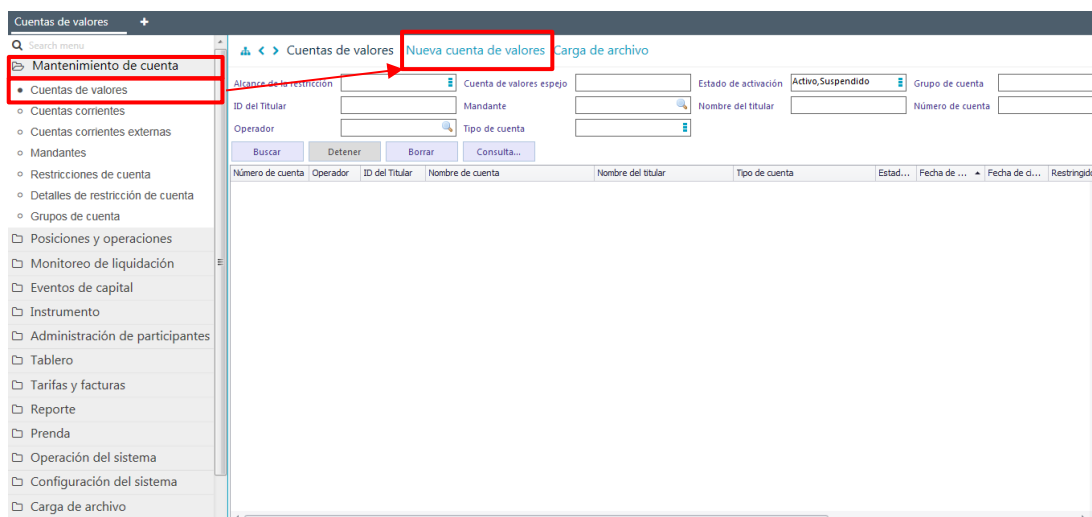 Cuentas de valores +
Search menu
Mantenimiento de cuenta
Cuentas de valores
Cuentas corrientes
Cuentas corrientes externas
Mandantes
Restricciones de cuenta
Detalles de restricción de cuenta
Grupos de cuenta
Posiciones y operaciones
Monitoreo de liquidación
Eventos de capital
Instrumento
Administración de participantes
Tablero
Tarifas y facturas
Reporte
Prenda
Operación del sistema
Configuración del sistema
Carga de archivo
Cuentas de valores Nueva cuenta de valores Carga de archivo
Alcance de la restricción Cuenta de valores espejo Estado de activación Activo,Suspendido Grupo de cuenta
ID del Titular Mandante Nombre del titular Número de cuenta
Operador Tipo de cuenta
Buscar Detener Borrar Consulta...
Número de cuenta Operador ID del Titular Nombre de cuenta Nombre del titular Tipo de cuenta Estad... Fecha de ... Fecha de ci... Restringido